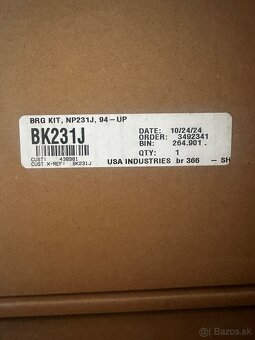 BRG KIT, NP231J, 94-UP
BK231J
DATE: 10/24/24
ORDER: 3492341
BIN: 264.901 .
QTY: 1
CUST: 438981
CUST X-REF: BK231J
USA INDUSTRIES br 366 - SH
bazos.sk